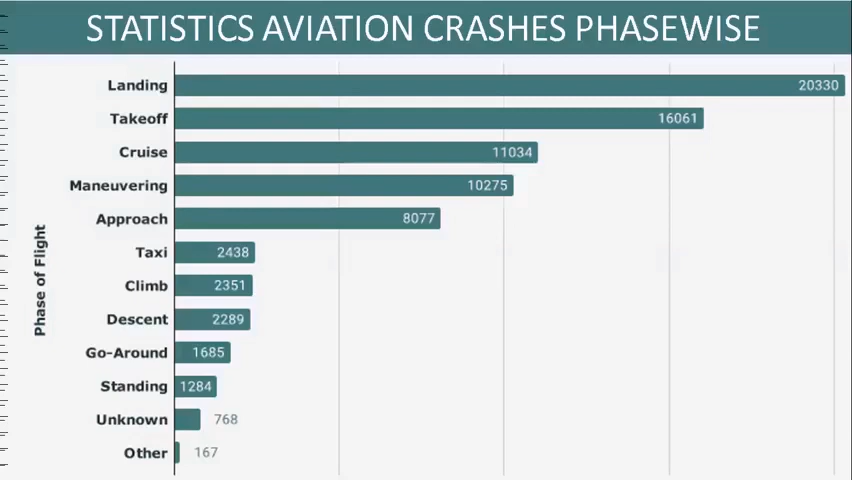 STATISTICS AVIATION CRASHES PHASEWISE
Phase of Flight
Landing 20330
Takeoff 16061
Cruise 11034
Maneuvering 10275
Approach 8077
Taxi 2438
Climb 2351
Descent 2289
Go-Around 1685
Standing 1284
Unknown 768
Other 167